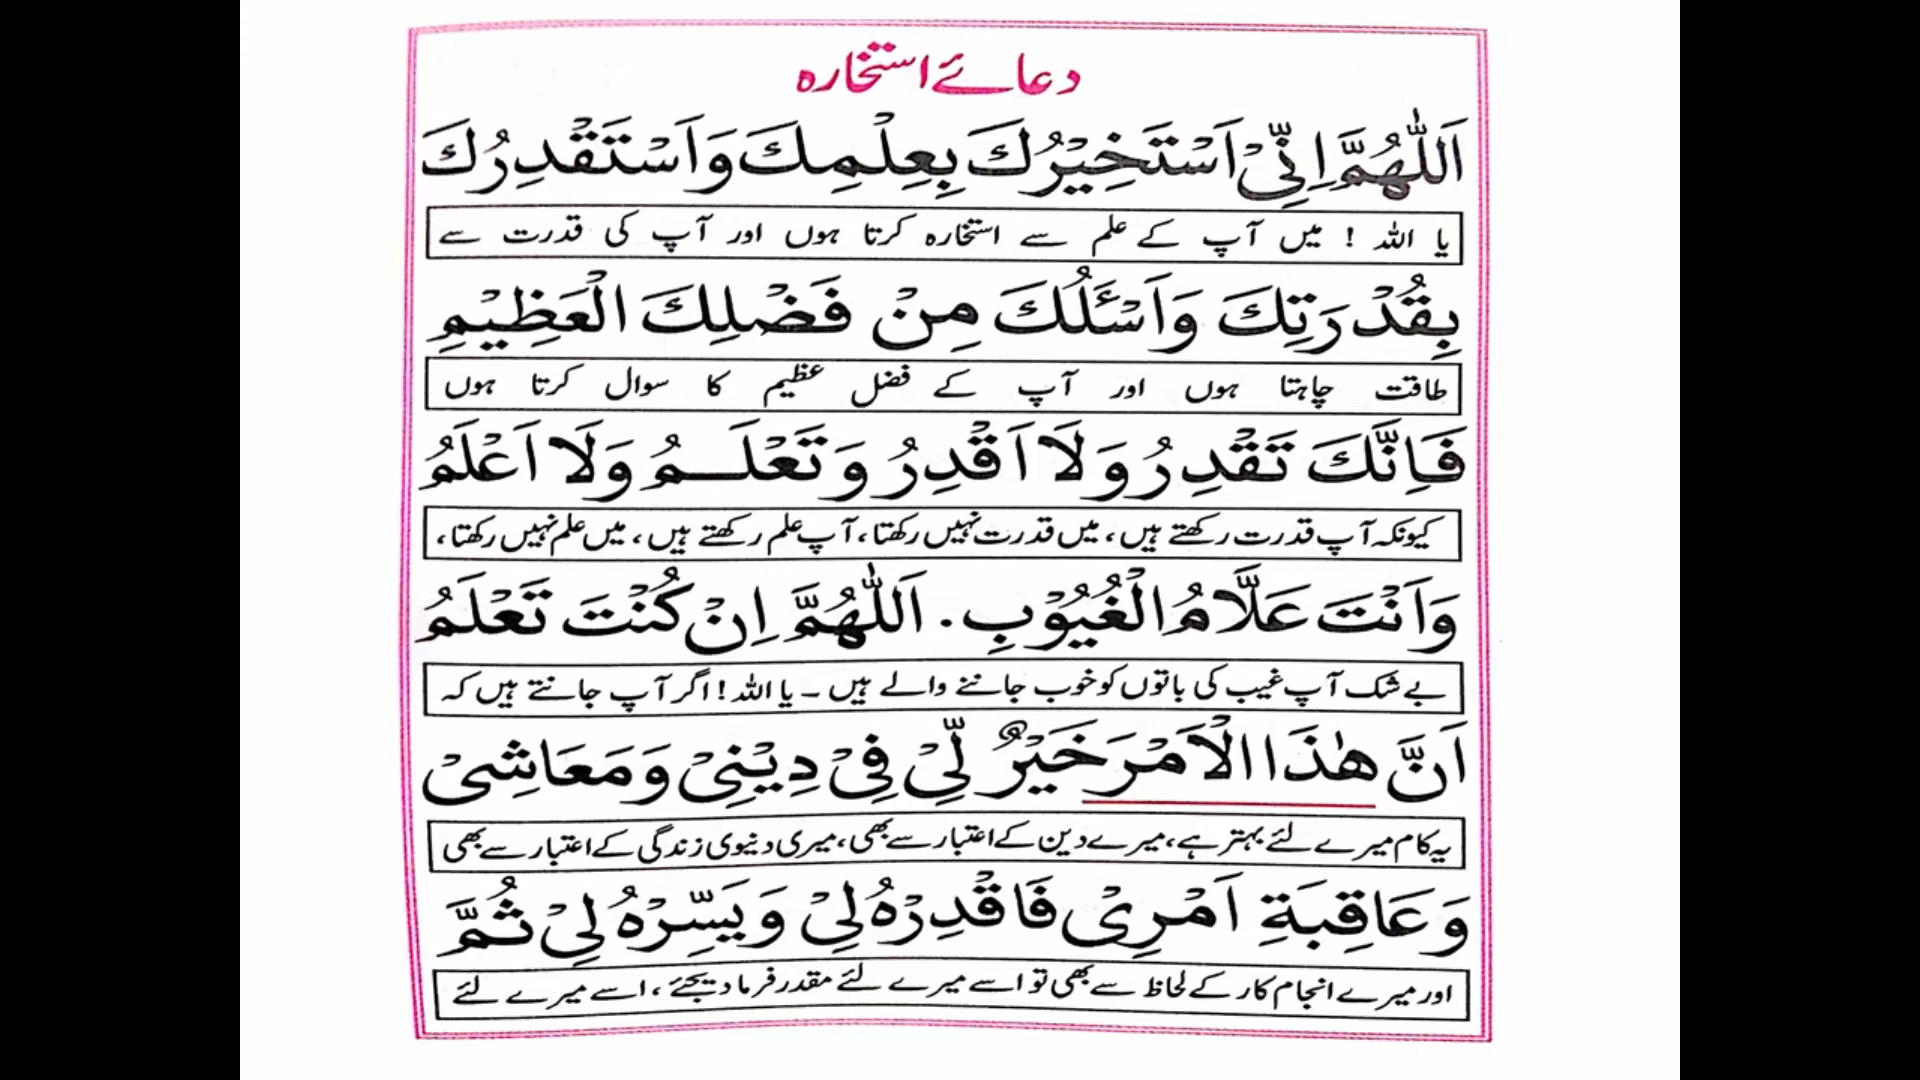 دعائے استخارہ
اَللّٰهُمَّ اِنِّيْ اَسْتَخِيْرُكَ بِعِلْمِكَ وَاَسْتَقْدِرُكَ
یا اللہ ! میں آپ کے علم سے استخارہ کرتا ہوں اور آپ کی قدرت سے
بِقُدْرَتِكَ وَاَسْئَلُكَ مِنْ فَضْلِكَ الْعَظِيْمِ
طاقت چاہتا ہوں اور آپ کے فضل عظیم کا سوال کرتا ہوں
فَاِنَّكَ تَقْدِرُ وَلَا اَقْدِرُ وَتَعْلَمُ وَلَا اَعْلَمُ
کیونکہ آپ قدرت رکھتے ہیں، میں قدرت نہیں رکھتا، آپ علم رکھتے ہیں، میں علم نہیں رکھتا،
وَاَنْتَ عَلَّامُ الْغُيُوْبِ. اَللّٰهُمَّ اِنْ كُنْتَ تَعْلَمُ
بے شک آپ غیب کی باتوں کو خوب جاننے والے ہیں ۔ یا اللہ! اگر آپ جانتے ہیں کہ
اَنَّ هٰذَا الْاَمْرَ خَيْرٌ لِّيْ فِيْ دِيْنِيْ وَمَعَاشِيْ
یہ کام میرے لئے بہتر ہے، میرے دین کے اعتبار سے بھی، میری دنیوی زندگی کے اعتبار سے بھی
وَعَاقِبَةِ اَمْرِيْ فَاقْدِرْهُ لِيْ وَيَسِّرْهُ لِيْ ثُمَّ
اور میرے انجام کار کے لحاظ سے بھی تو اسے میرے لئے مقدر فرما دیجئے، اسے میرے لئے